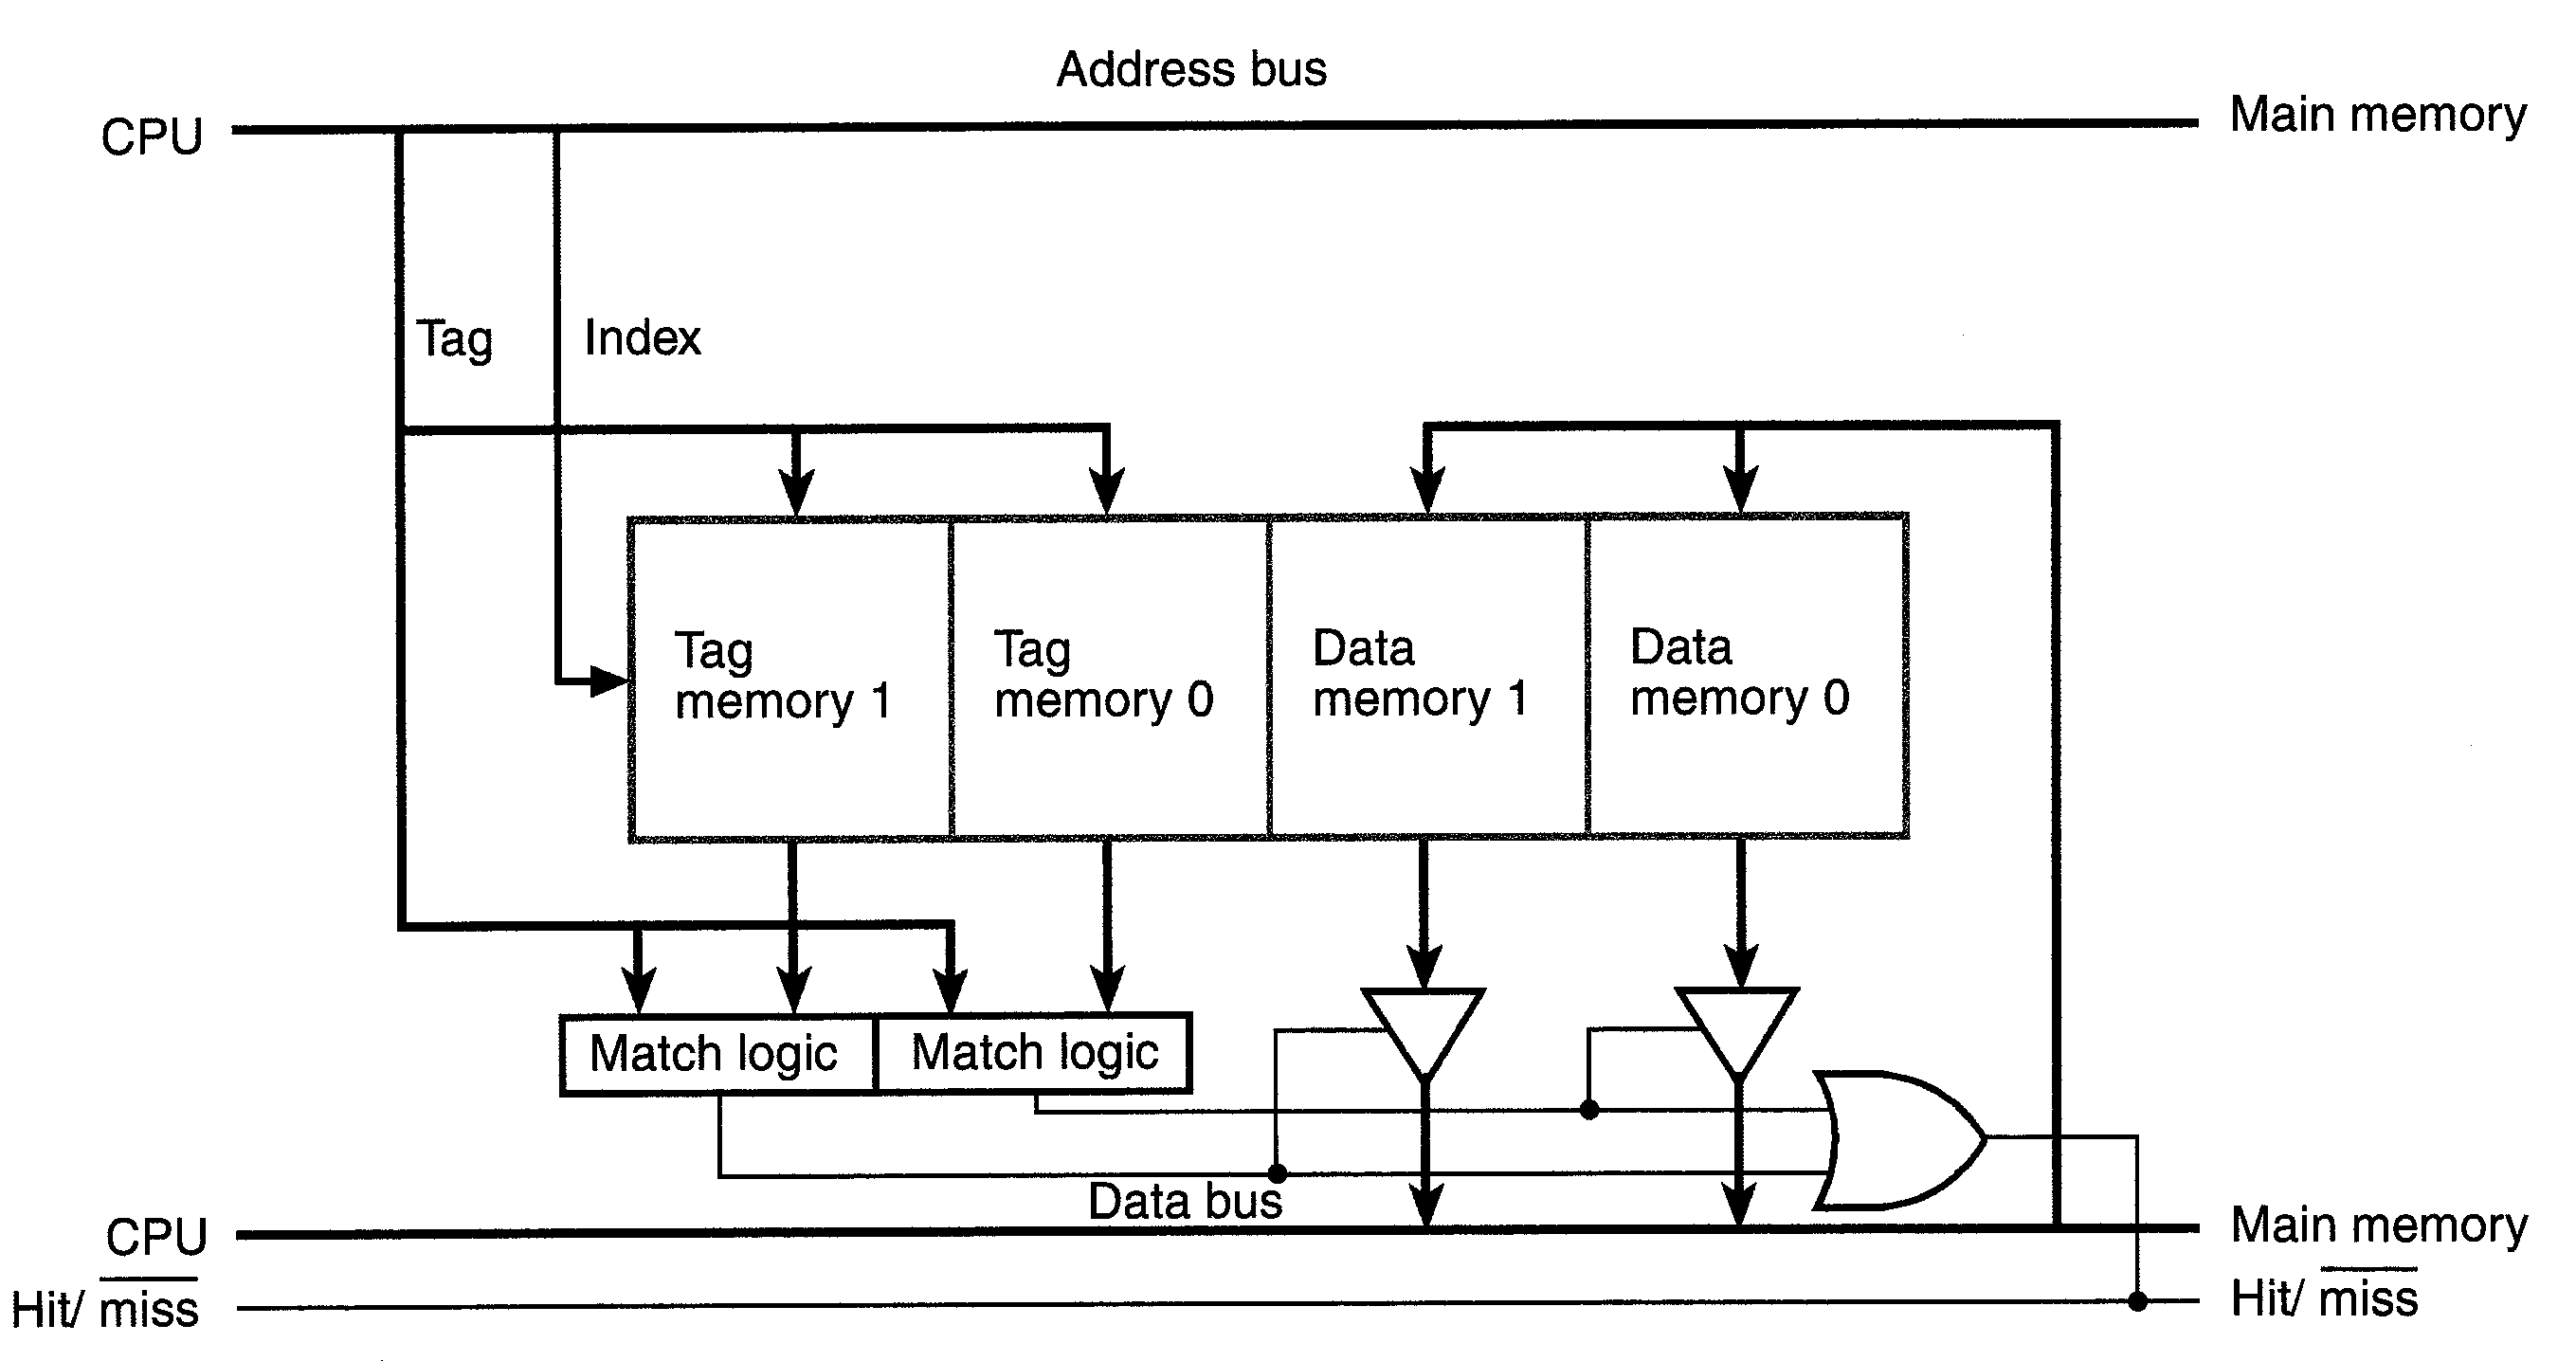 Address bus
CPU
Main memory
Tag
Index
Tag
memory 1
Tag
memory 0
Data
memory 1
Data
memory 0
Match logic
Match logic
Data bus
CPU
Main memory
Hit/ miss
Hit/ miss